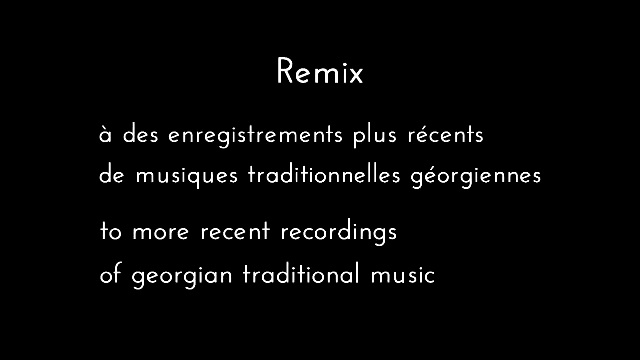 Remix
à des enregistrements plus récents
de musiques traditionnelles géorgiennes
to more recent recordings
of georgian traditional music